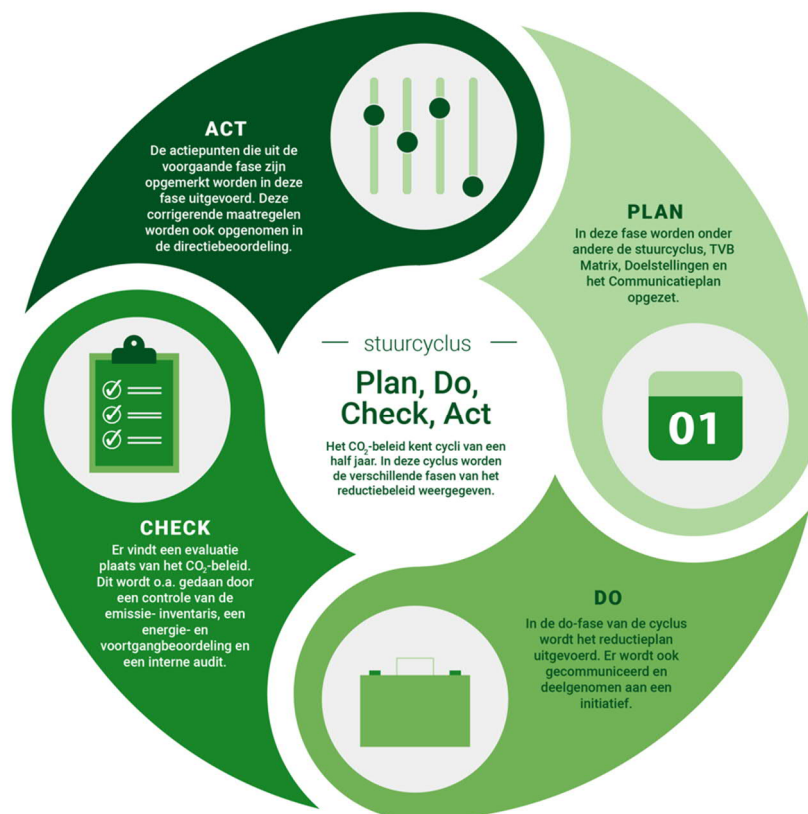 stuurcyclus
Plan, Do,
Check, Act
Het CO₂-beleid kent cycli van een
half jaar. In deze cyclus worden
de verschillende fasen van het
reductiebeleid weergegeven.
PLAN
In deze fase worden onder
andere de stuurcyclus, TVB
Matrix, Doelstellingen en
het Communicatieplan
opgezet.
01
DO
In de do-fase van de cyclus
wordt het reductieplan
uitgevoerd. Er wordt ook
gecommuniceerd en
deelgenomen aan een
initiatief.
CHECK
Er vindt een evaluatie
plaats van het CO₂-beleid.
Dit wordt o.a. gedaan door
een controle van de
emissie- inventaris, een
energie- en
voortgangbeoordeling en
een interne audit.
ACT
De actiepunten die uit de
voorgaande fase zijn
opgemerkt worden in deze
fase uitgevoerd. Deze
corrigerende maatregelen
worden ook opgenomen in
de directiebeoordeling.